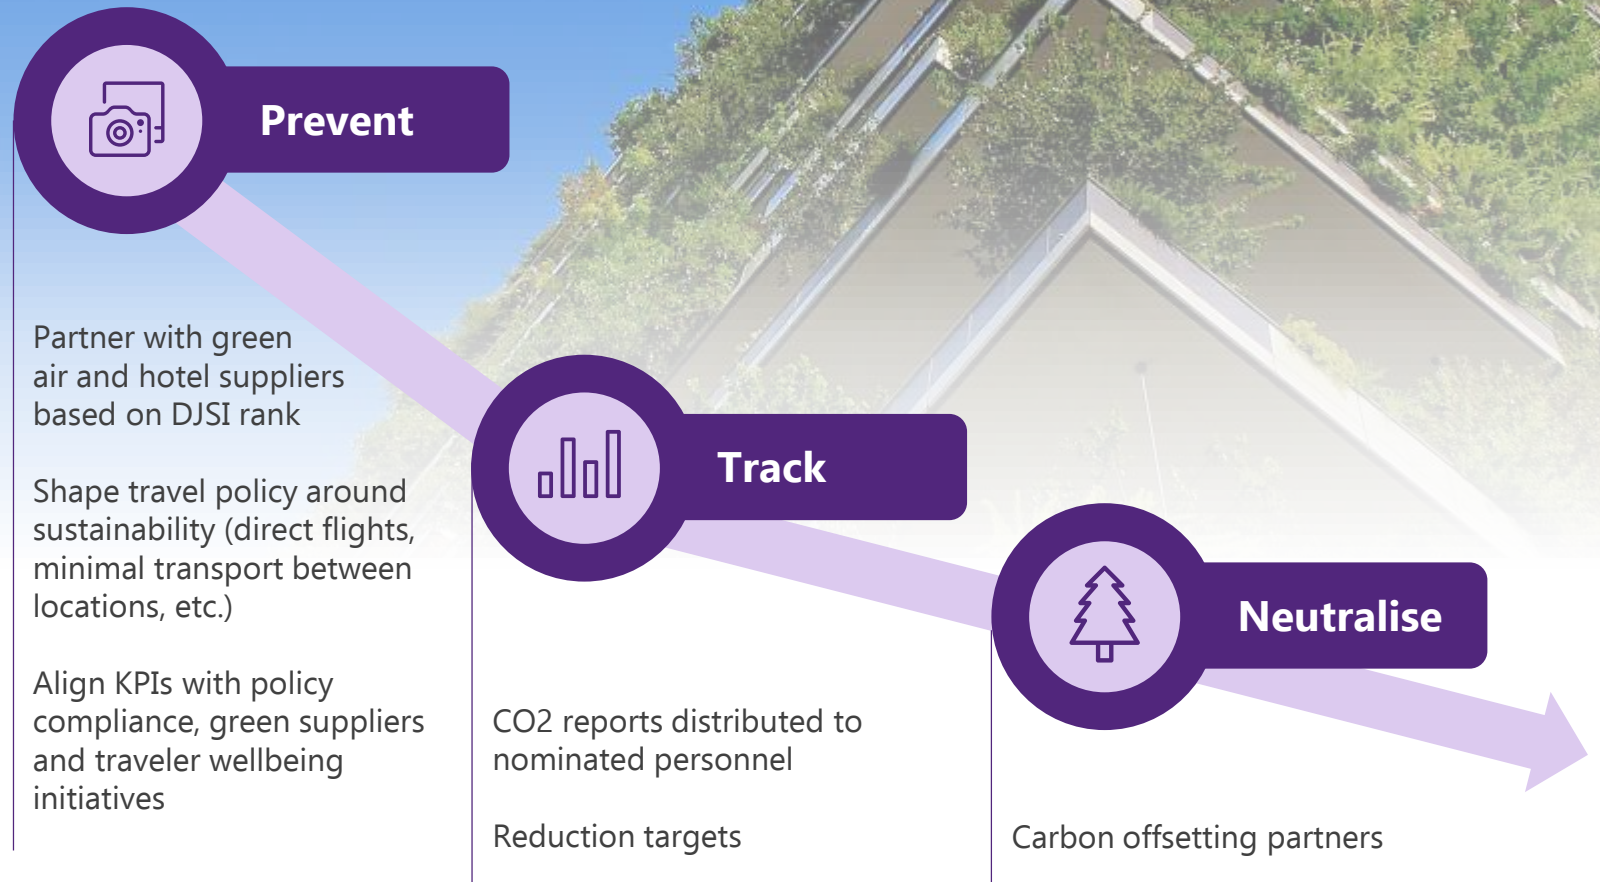 Prevent
Partner with green
air and hotel suppliers
based on DJSI rank
Shape travel policy around
sustainability (direct flights,
minimal transport between
locations, etc.)
Align KPIs with policy
compliance, green suppliers
and traveler wellbeing
initiatives
Track
CO2 reports distributed to
nominated personnel
Reduction targets
Neutralise
Carbon offsetting partners